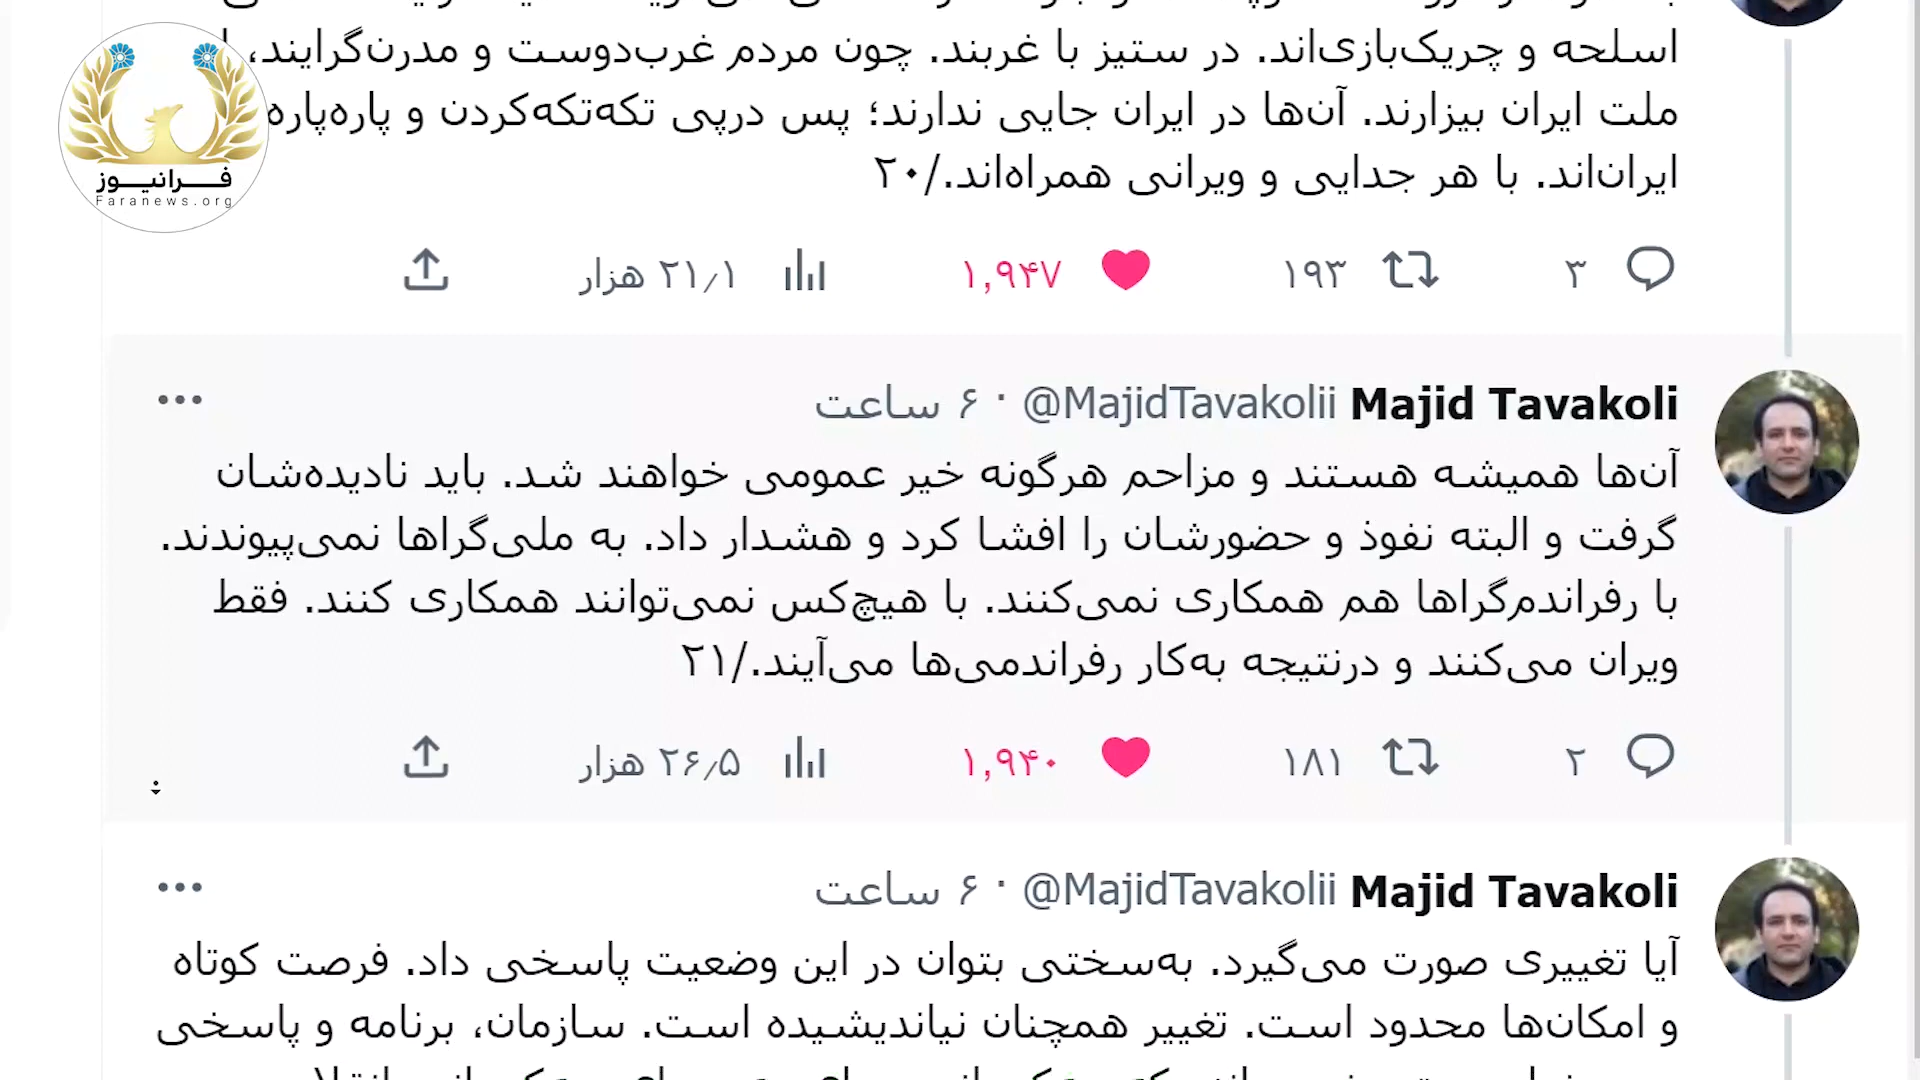 اسلحه و چریک‌بازی‌اند. در ستیز با غربند. چون مردم غرب‌دوست و مدرن‌گرایند،
ملت ایران بیزارند. آن‌ها در ایران جایی ندارند؛ پس درپی تکه‌تکه‌کردن و پاره‌پاره
ایران‌اند. با هر جدایی و ویرانی همراه‌اند./۲۰
فرانیوز
Faranews.org
۳ ۱۹۳ ۱,۹۴۷ ۲۱٫۱ هزار
Majid Tavakoli @MajidTavakolii · ۶ ساعت
آن‌ها همیشه هستند و مزاحم هرگونه خیر عمومی خواهند شد. باید نادیده‌شان
گرفت و البته نفوذ و حضورشان را افشا کرد و هشدار داد. به ملی‌گراها نمی‌پیوندند.
با رفراندم‌گراها هم همکاری نمی‌کنند. با هیچ‌کس نمی‌توانند همکاری کنند. فقط
ویران می‌کنند و درنتیجه به‌کار رفراندمی‌ها می‌آیند./۲۱
۲ ۱۸۱ ۱,۹۴۰ ۲۶٫۵ هزار
Majid Tavakoli @MajidTavakolii · ۶ ساعت
آیا تغییری صورت می‌گیرد. به‌سختی بتوان در این وضعیت پاسخی داد. فرصت کوتاه
و امکان‌ها محدود است. تغییر همچنان نیاندیشیده است. سازمان، برنامه و پاسخی